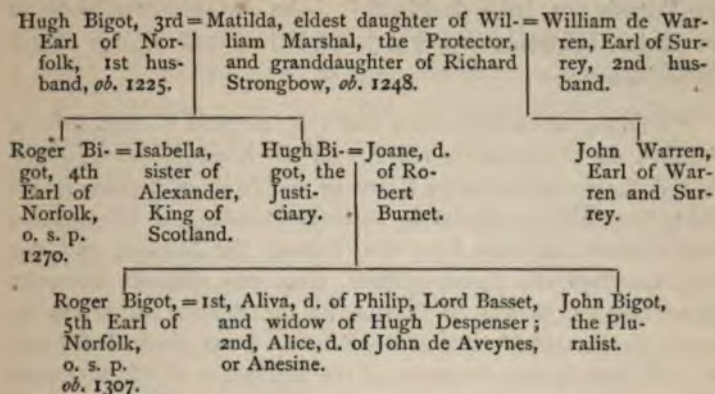 Hugh Bigot, 3rd = Matilda, eldest daughter of Wil- = William de War-
Earl of Nor- liam Marshal, the Protector, ren, Earl of Sur-
folk, 1st hus- and granddaughter of Richard rey, 2nd hus-
band, ob. 1225. Strongbow, ob. 1248. band.
Roger Bi- = Isabella, Hugh Bi- = Joane, d. John Warren,
got, 4th sister of got, the of Ro- Earl of War-
Earl of Alexander, Justi- bert ren and Sur-
Norfolk, King of ciary. Burnet. rey.
o. s. p. Scotland.
1270.
Roger Bigot, = 1st, Aliva, d. of Philip, Lord Basset, John Bigot,
5th Earl of and widow of Hugh Despenser; the Plu-
Norfolk, 2nd, Alice, d. of John de Aveynes, ralist.
o. s. p. or Anesine.
ob. 1307.